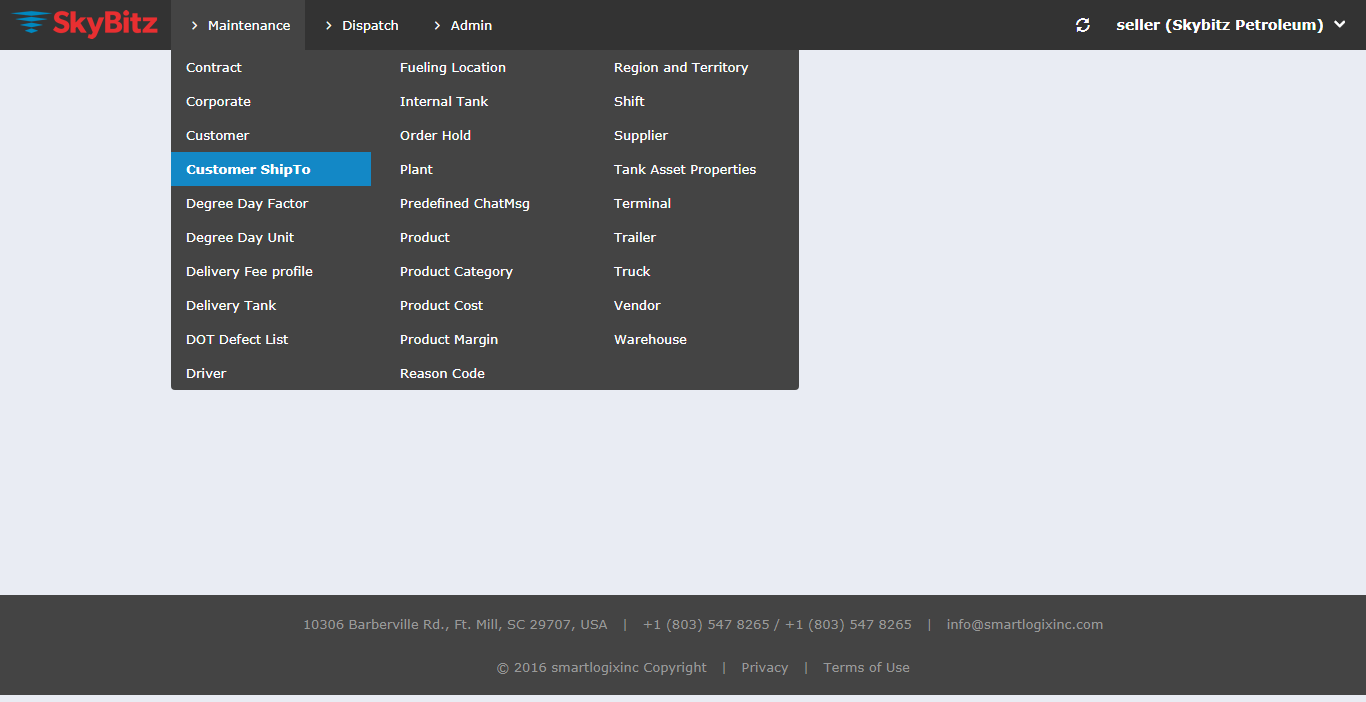 SkyBitz
Maintenance
Dispatch
Admin
seller (Skybitz Petroleum)
Contract
Corporate
Customer
Customer ShipTo
Degree Day Factor
Degree Day Unit
Delivery Fee profile
Delivery Tank
DOT Defect List
Driver
Fueling Location
Internal Tank
Order Hold
Plant
Predefined ChatMsg
Product
Product Category
Product Cost
Product Margin
Reason Code
Region and Territory
Shift
Supplier
Tank Asset Properties
Terminal
Trailer
Truck
Vendor
Warehouse
10306 Barberville Rd., Ft. Mill, SC 29707, USA | +1 (803) 547 8265 / +1 (803) 547 8265 | info@smartlogixinc.com
© 2016 smartlogixinc Copyright | Privacy | Terms of Use